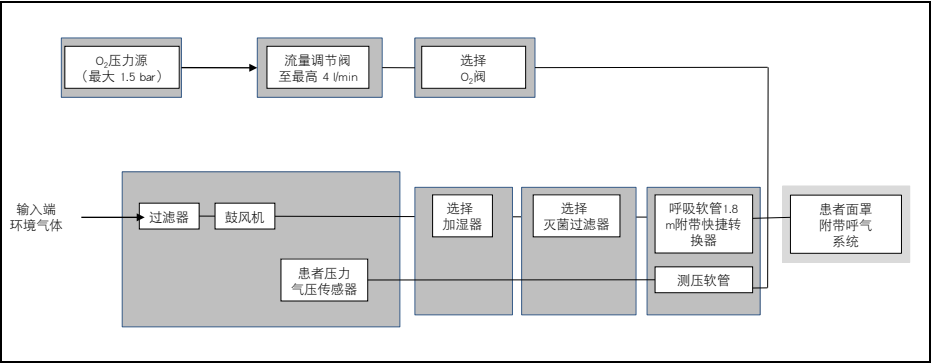 O₂压力源
（最大 1.5 bar）
流量调节阀
至最高 4 l/min
选择
O₂阀
输入端
环境气体
过滤器
鼓风机
选择
加湿器
选择
灭菌过滤器
呼吸软管1.8
m附带快捷转
换器
患者面罩
附带呼气
系统
患者压力
气压传感器
测压软管